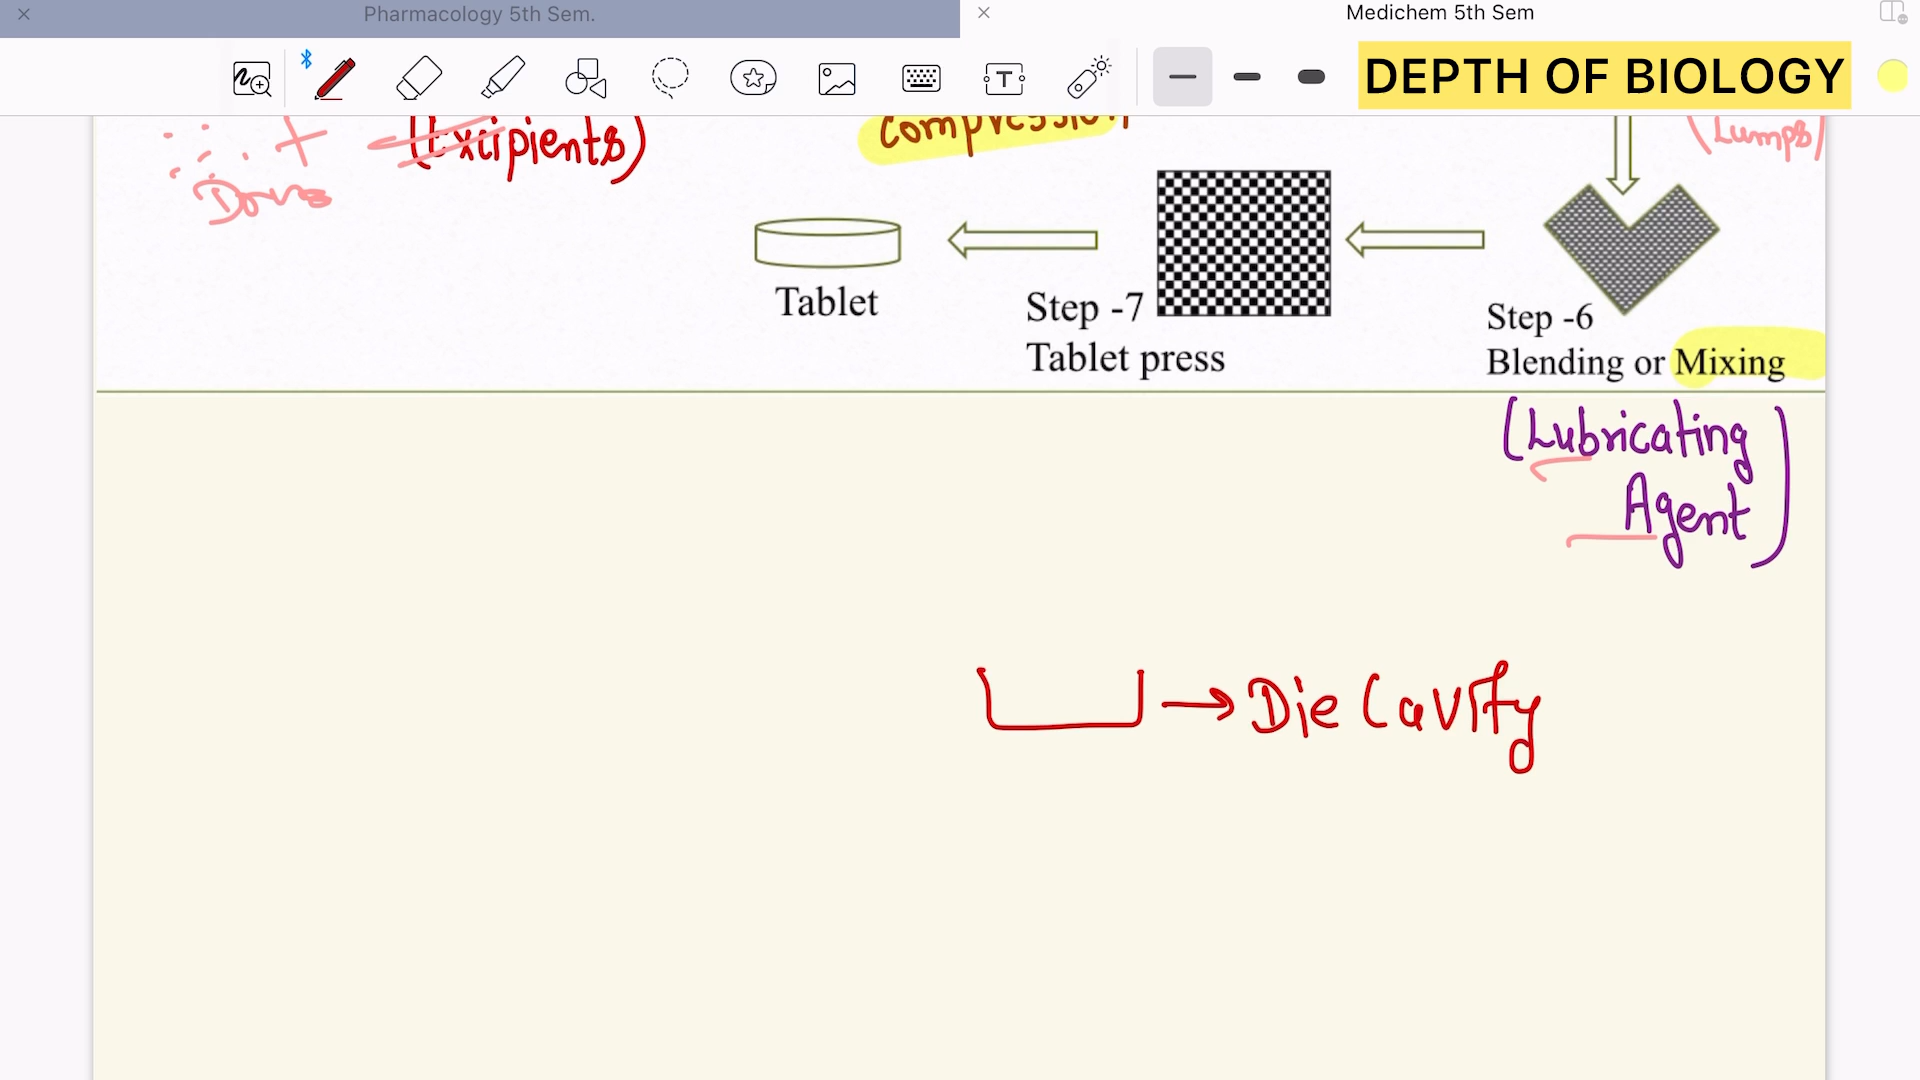 Pharmacology 5th Sem.
Medichem 5th Sem
DEPTH OF BIOLOGY
T
(Excipients)
Compression
(Lumps)
Tablet
Step -7
Tablet press
Step -6
Blending or Mixing
(Lubricating
Agent)
Die Cavity